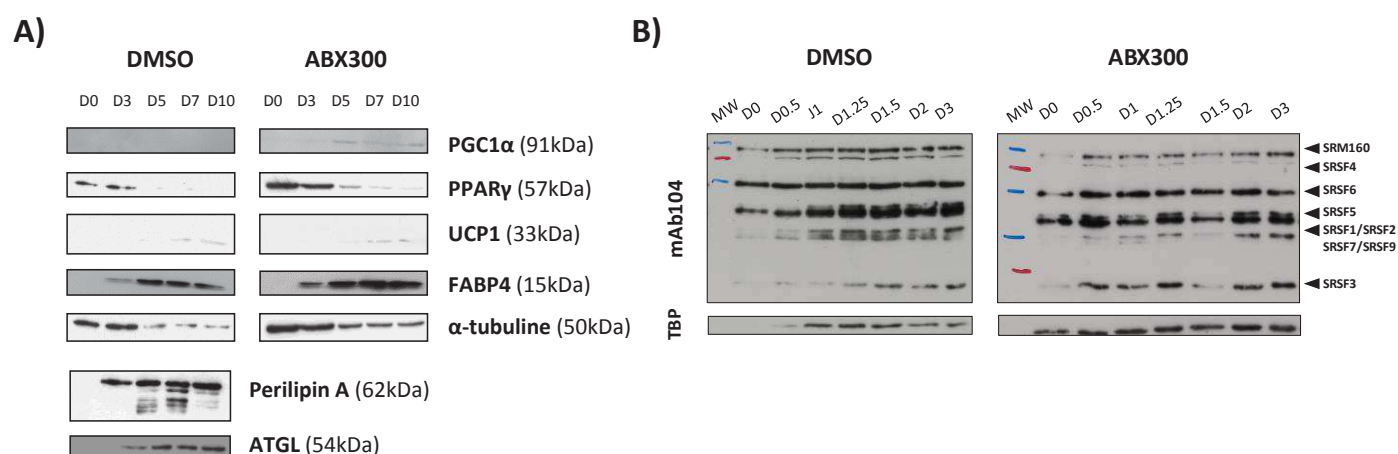 A)
DMSO ABX300
D0 D3 D5 D7 D10 D0 D3 D5 D7 D10
PGC1α (91kDa)
PPARγ (57kDa)
UCP1 (33kDa)
FABP4 (15kDa)
α-tubuline (50kDa)
Perilipin A (62kDa)
ATGL (54kDa)
B)
DMSO ABX300
MW D0 D0.5 J1 D1.25 D1.5 D2 D3 MW D0 D0.5 D1 D1.25 D1.5 D2 D3
mAb104
SRM160
SRSF4
SRSF6
SRSF5
SRSF1/SRSF2
SRSF7/SRSF9
SRSF3
TBP